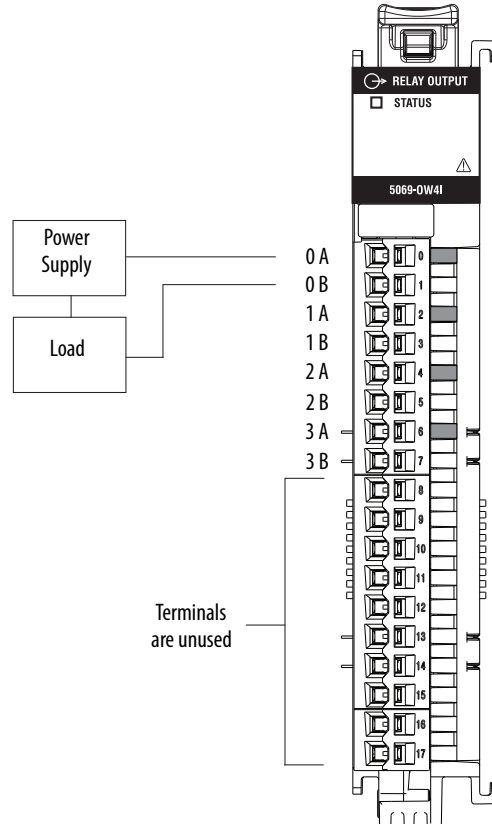 RELAY OUTPUT
STATUS
5069-OW4I
Power
Supply
Load
0 A
0 B
1 A
1 B
2 A
2 B
3 A
3 B
0
1
2
3
4
5
6
7
8
9
10
11
12
13
14
15
16
17
Terminals
are unused